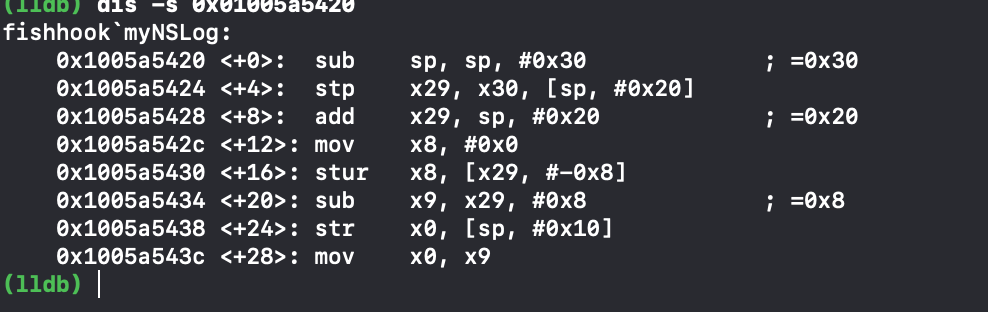 (lldb) dis -s 0x01005a5420
fishhook`myNSLog:
    0x1005a5420 <+0>:  sub    sp, sp, #0x30             ; =0x30
    0x1005a5424 <+4>:  stp    x29, x30, [sp, #0x20]
    0x1005a5428 <+8>:  add    x29, sp, #0x20            ; =0x20
    0x1005a542c <+12>: mov    x8, #0x0
    0x1005a5430 <+16>: stur   x8, [x29, #-0x8]
    0x1005a5434 <+20>: sub    x9, x29, #0x8             ; =0x8
    0x1005a5438 <+24>: str    x0, [sp, #0x10]
    0x1005a543c <+28>: mov    x0, x9
(lldb)